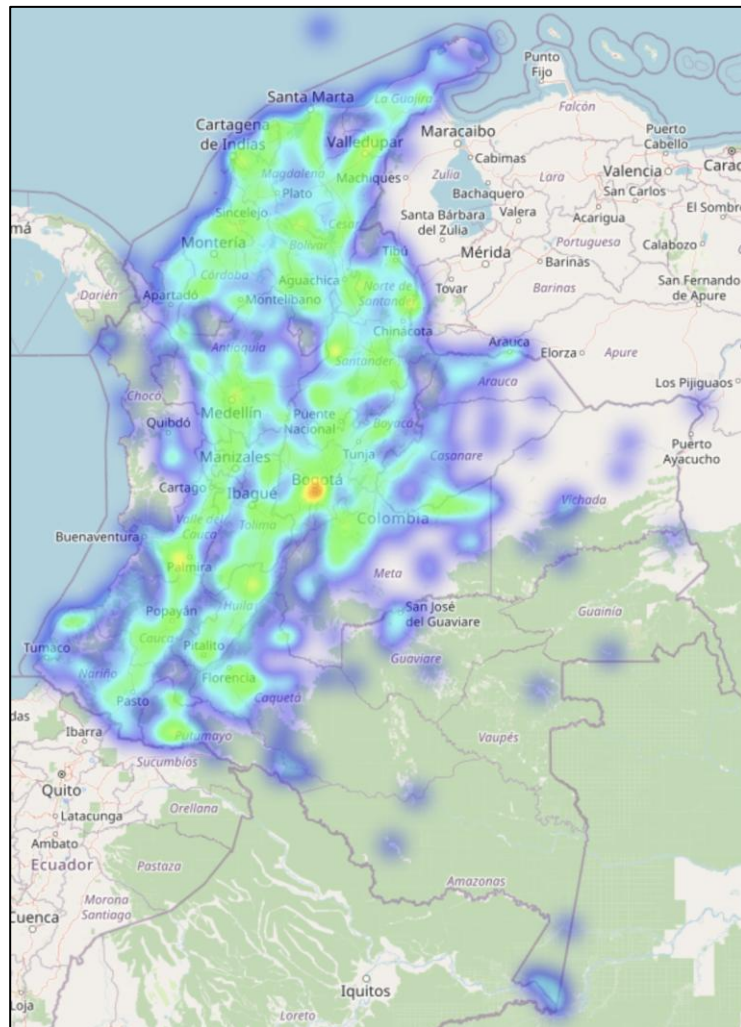 Punto
Fijo
Santa Marta
La Guajira
Falcón
Cartagena
de Indias
Maracaibo
Puerto
Cabello
Valledupar
Cabimas
Valencia
Carac
Magdalena
Machiques
Zulia
Lara
San Carlos
Plato
Bachaquero
El Sombre
Sincelejo
Cesar
Santa Bárbara
del Zulia
Valera
Acarigua
má
Montería
Bolívar
Tibú
Mérida
Portuguesa
Calabozo
Darién
Córdoba
Aguachica
Barinas
Tovar
San Fernando
de Apure
Apartadó
Montelíbano
Norte de
Santander
Barinas
Chinácota
Antioquia
Santander
Arauca
Elorza
Apure
Arauca
Los Pijiguaos
Chocó
Medellín
Quibdó
Puente
Nacional
Boyacá
Puerto
Ayacucho
Tunja
Casanare
Manizales
Cartago
Ibagué
Bogotá
Vichada
Valle del
Cauca
Tolima
Colombia
Buenaventura
Palmira
Meta
Popayán
Huila
San José
del Guaviare
Guainía
Tumaco
Cauca
Pitalito
Guaviare
Nariño
Florencia
Pasto
Caquetá
das
Ibarra
Putumayo
Vaupés
Sucumbíos
Quito
Orellana
Latacunga
Ambato
Pastaza
Ecuador
Amazonas
Morona
Santiago
Cuenca
Iquitos
Loja
Loreto